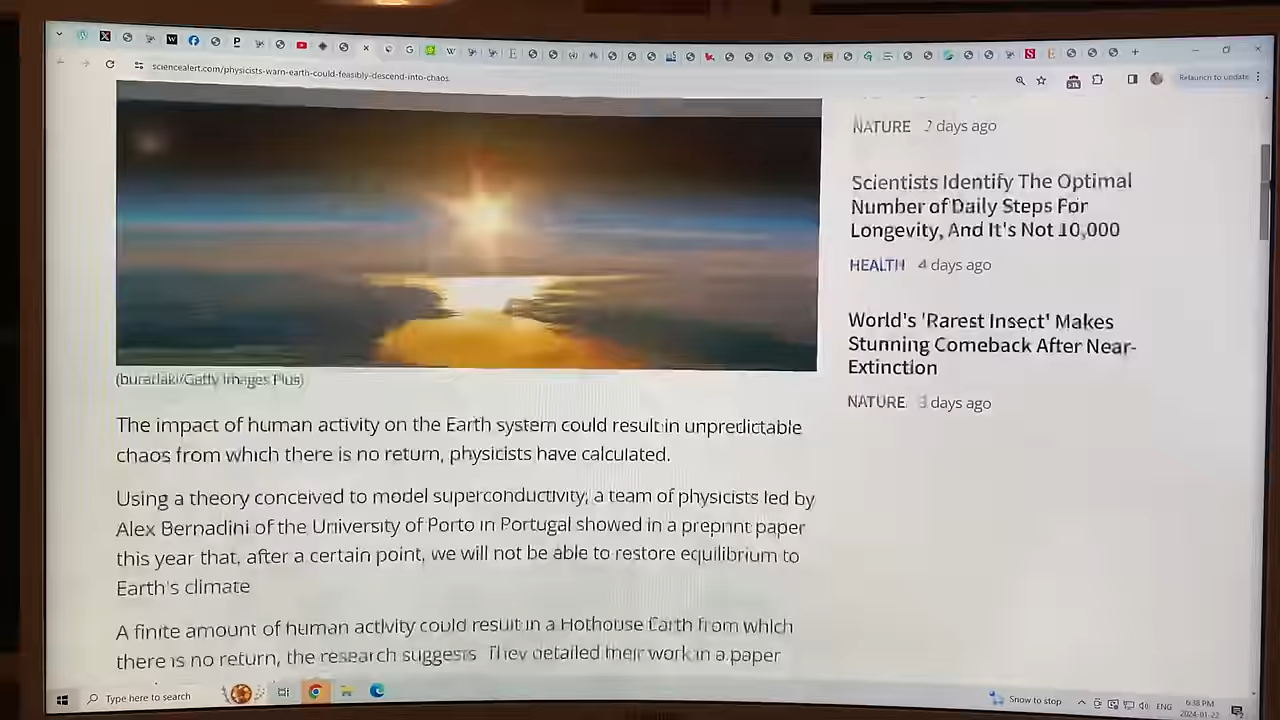 sciencealert.com/physicists-warn-earth-could-feasibly-descend-into-chaos
Relaunch to update
NATURE 2 days ago
Scientists Identify The Optimal
Number of Daily Steps For
Longevity, And It's Not 10,000
HEALTH 4 days ago
World's 'Rarest Insect' Makes
Stunning Comeback After Near-
Extinction
NATURE 3 days ago
(buradaki/Getty Images Plus)
The impact of human activity on the Earth system could result in unpredictable
chaos from which there is no return, physicists have calculated.
Using a theory conceived to model superconductivity, a team of physicists led by
Alex Bernadini of the University of Porto in Portugal showed in a preprint paper
this year that, after a certain point, we will not be able to restore equilibrium to
Earth's climate
A finite amount of human activity could result in a Hothouse Earth from which
there is no return, the research suggests They detailed their work in a paper
Type here to search
Snow to stop
ENG
6:38 PM
2024-01-22